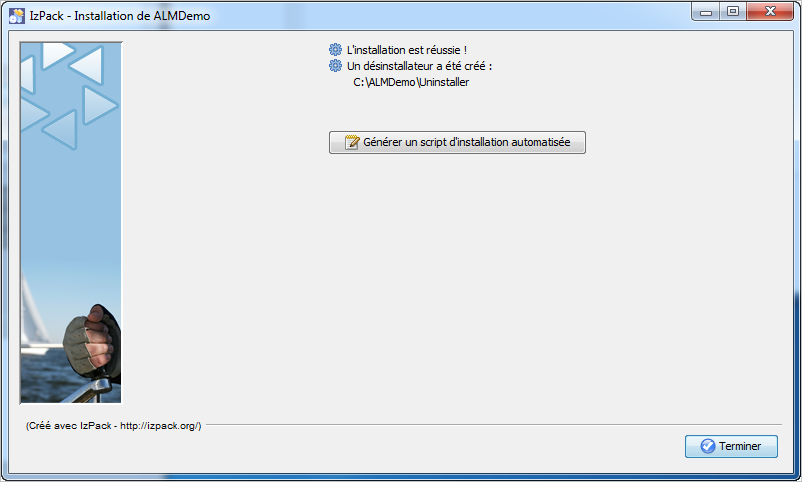 IzPack - Installation de ALMDemo
L'installation est réussie !
Un désinstallateur a été créé :
C:\ALMDemo\Uninstaller
Générer un script d'installation automatisée
(Créé avec IzPack - http://izpack.org/)
Terminer